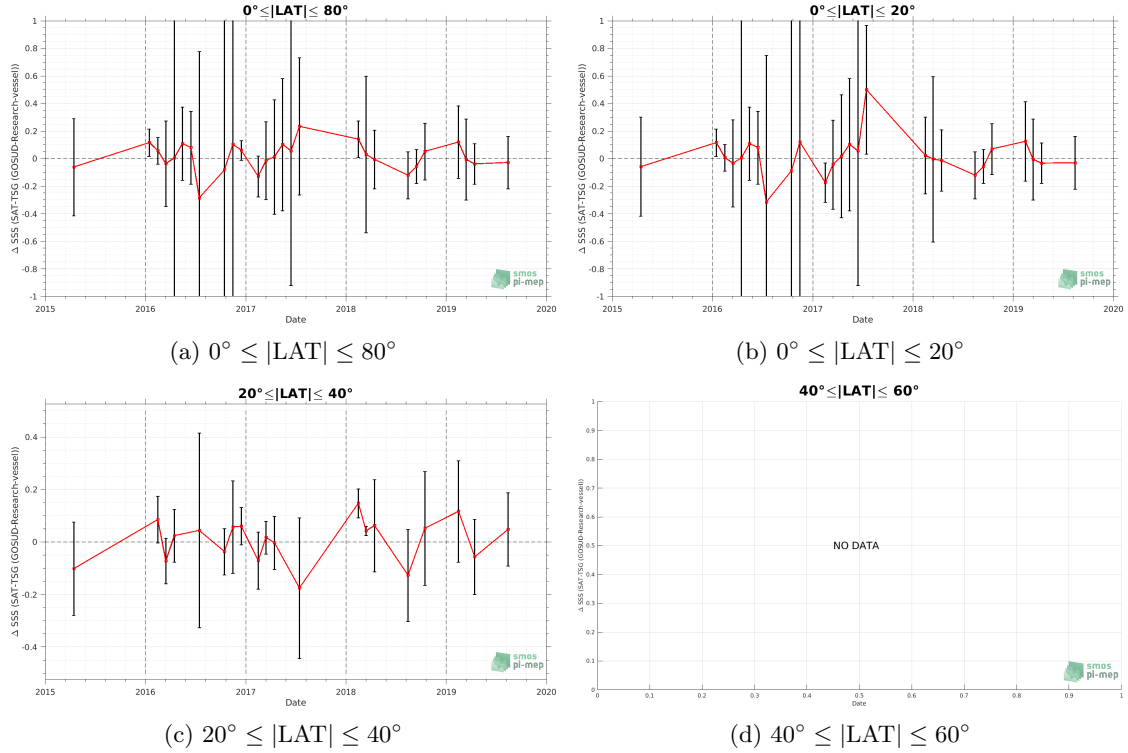 0°≤|LAT|≤ 80°
Δ SSS (SAT-TSG (GOSUD-Research-vessel))
1
0.8
0.6
0.4
0.2
0
-0.2
-0.4
-0.6
-0.8
-1
2015
2016
2017
2018
2019
2020
Date
smos
pi-mep
(a) 0° ≤ |LAT| ≤ 80°
0°≤|LAT|≤ 20°
Δ SSS (SAT-TSG (GOSUD-Research-vessel))
1
0.8
0.6
0.4
0.2
0
-0.2
-0.4
-0.6
-0.8
-1
2015
2016
2017
2018
2019
2020
Date
smos
pi-mep
(b) 0° ≤ |LAT| ≤ 20°
20°≤|LAT|≤ 40°
Δ SSS (SAT-TSG (GOSUD-Research-vessel))
0.4
0.2
0
-0.2
-0.4
2015
2016
2017
2018
2019
2020
Date
smos
pi-mep
(c) 20° ≤ |LAT| ≤ 40°
40°≤|LAT|≤ 60°
Δ SSS (SAT-TSG (GOSUD-Research-vessel))
1
0.9
0.8
0.7
0.6
0.5
0.4
0.3
0.2
0.1
0
NO DATA
0
0.1
0.2
0.3
0.4
0.5
0.6
0.7
0.8
0.9
1
Date
smos
pi-mep
(d) 40° ≤ |LAT| ≤ 60°